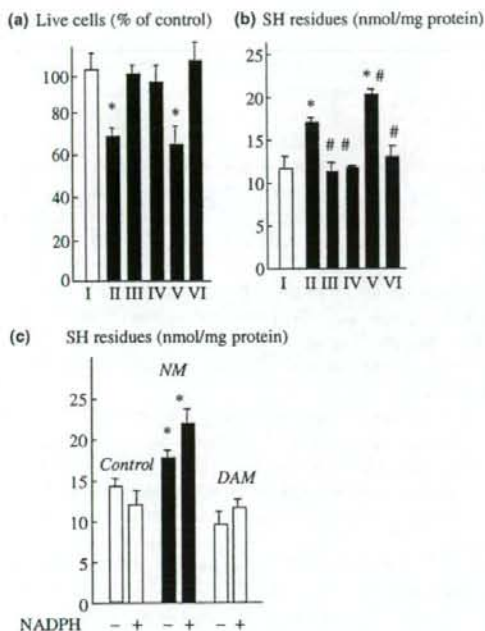 (a) Live cells (% of control)
100
80
60
40
20
0
* *
I II III IV V VI
(b) SH residues (nmol/mg protein)
25
20
15
10
5
0
* # # * # #
I II III IV V VI
(c) SH residues (nmol/mg protein)
NM
25
20
15
10
5
0
* *
Control
DAM
NADPH − + − + − +